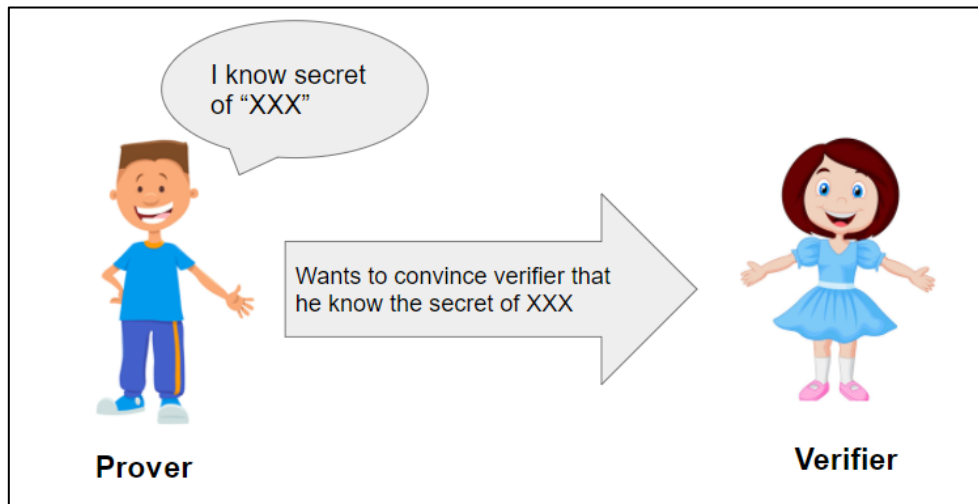 I know secret
of “XXX”
Wants to convince verifier that
he know the secret of XXX
Prover
Verifier